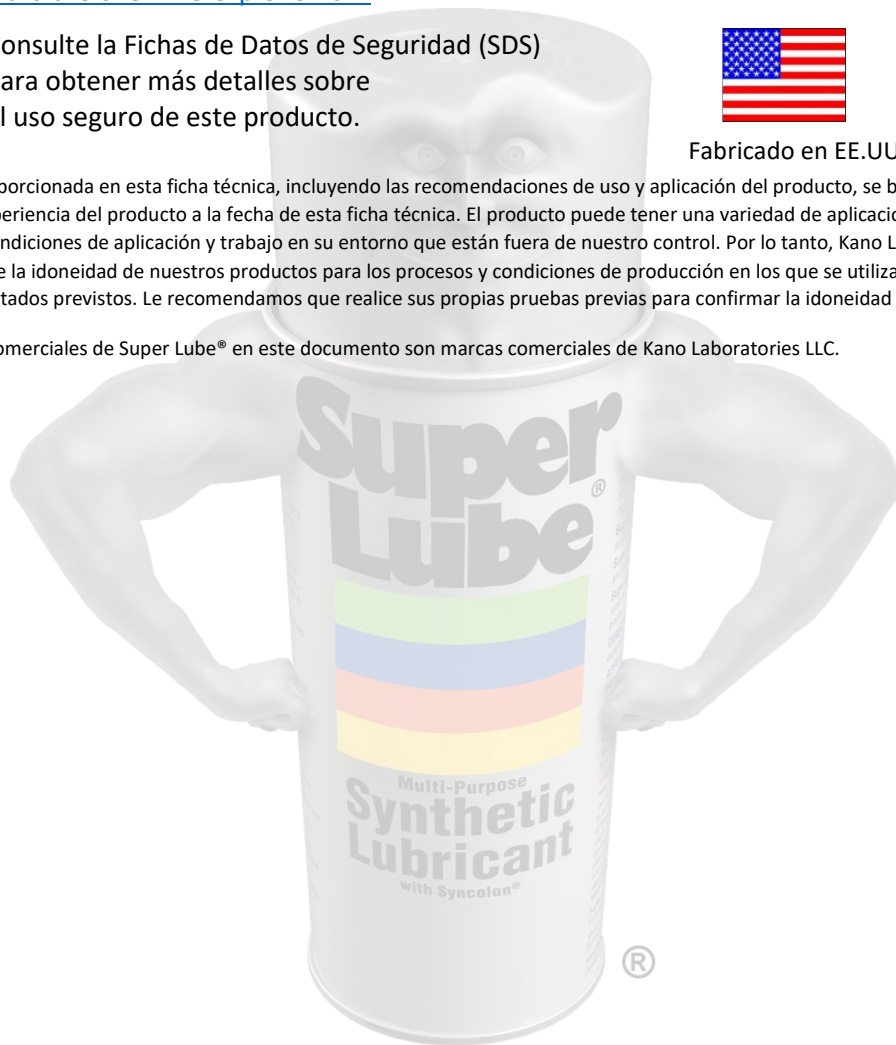 onsulte la Fichas de Datos de Seguridad (SDS)
ara obtener más detalles sobre
l uso seguro de este producto.
Fabricado en EE.UU
porcionada en esta ficha técnica, incluyendo las recomendaciones de uso y aplicación del producto, se b
periencia del producto a la fecha de esta ficha técnica. El producto puede tener una variedad de aplicacio
ondiciones de aplicación y trabajo en su entorno que están fuera de nuestro control. Por lo tanto, Kano L
e la idoneidad de nuestros productos para los procesos y condiciones de producción en los que se utiliza
ltados previstos. Le recomendamos que realice sus propias pruebas previas para confirmar la idoneidad
omerciales de Super Lube® en este documento son marcas comerciales de Kano Laboratories LLC.
Super
Lube®
Multi-Purpose
Synthetic
Lubricant
with Syncolon®
®